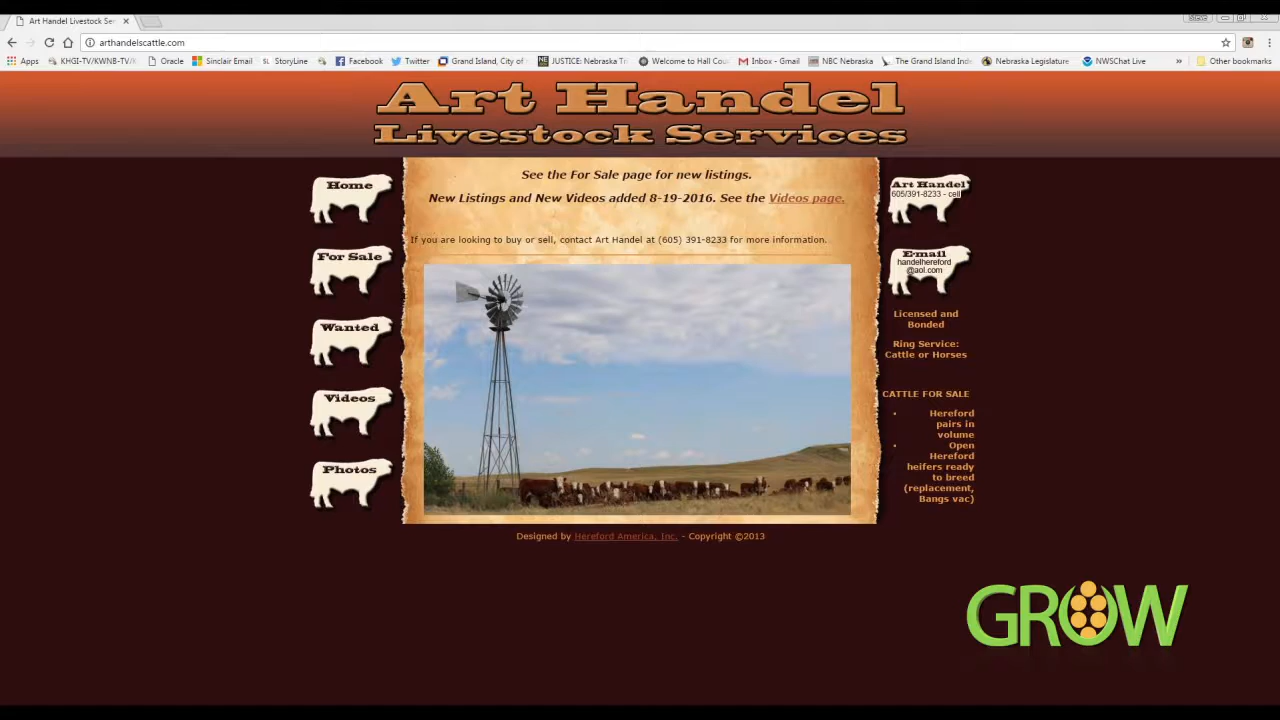 Art Handel Livestock Se
Steve
arthandelscattle.com
Apps KHGI-TV/KWNB-TV/K Oracle Sinclair Email StoryLine Facebook Twitter Grand Island, City of JUSTICE: Nebraska Tr Welcome to Hall Cou Inbox - Gmail NBC Nebraska The Grand Island Ind Nebraska Legislature NWSChat Live » Other bookmarks
Art Handel
Livestock Services
Home
For Sale
Wanted
Videos
Photos
See the For Sale page for new listings.
New Listings and New Videos added 8-19-2016. See the Videos page.
If you are looking to buy or sell, contact Art Handel at (605) 391-8233 for more information.
Art Handel
605/391-8233 - cell
E-mail
handelhereford
@aol.com
Licensed and
Bonded
Ring Service:
Cattle or Horses
CATTLE FOR SALE
• Hereford
pairs in
volume
• Open
Hereford
heifers ready
to breed
(replacement,
Bangs vac)
Designed by Hereford America, Inc. - Copyright ©2013
GROW